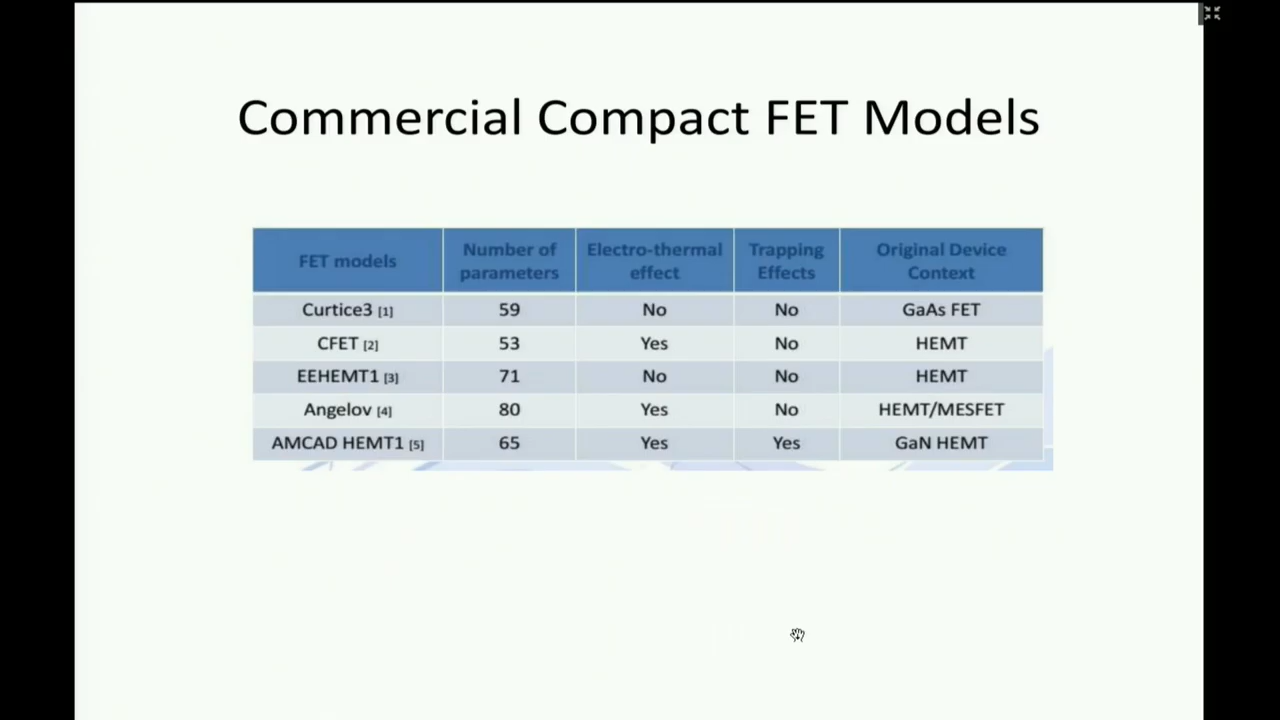 Commercial Compact FET Models
FET models Number of parameters Electro-thermal effect Trapping Effects Original Device Context
Curtice3 [1] 59 No No GaAs FET
CFET [2] 53 Yes No HEMT
EEHEMT1 [3] 71 No No HEMT
Angelov [4] 80 Yes No HEMT/MESFET
AMCAD HEMT1 [5] 65 Yes Yes GaN HEMT